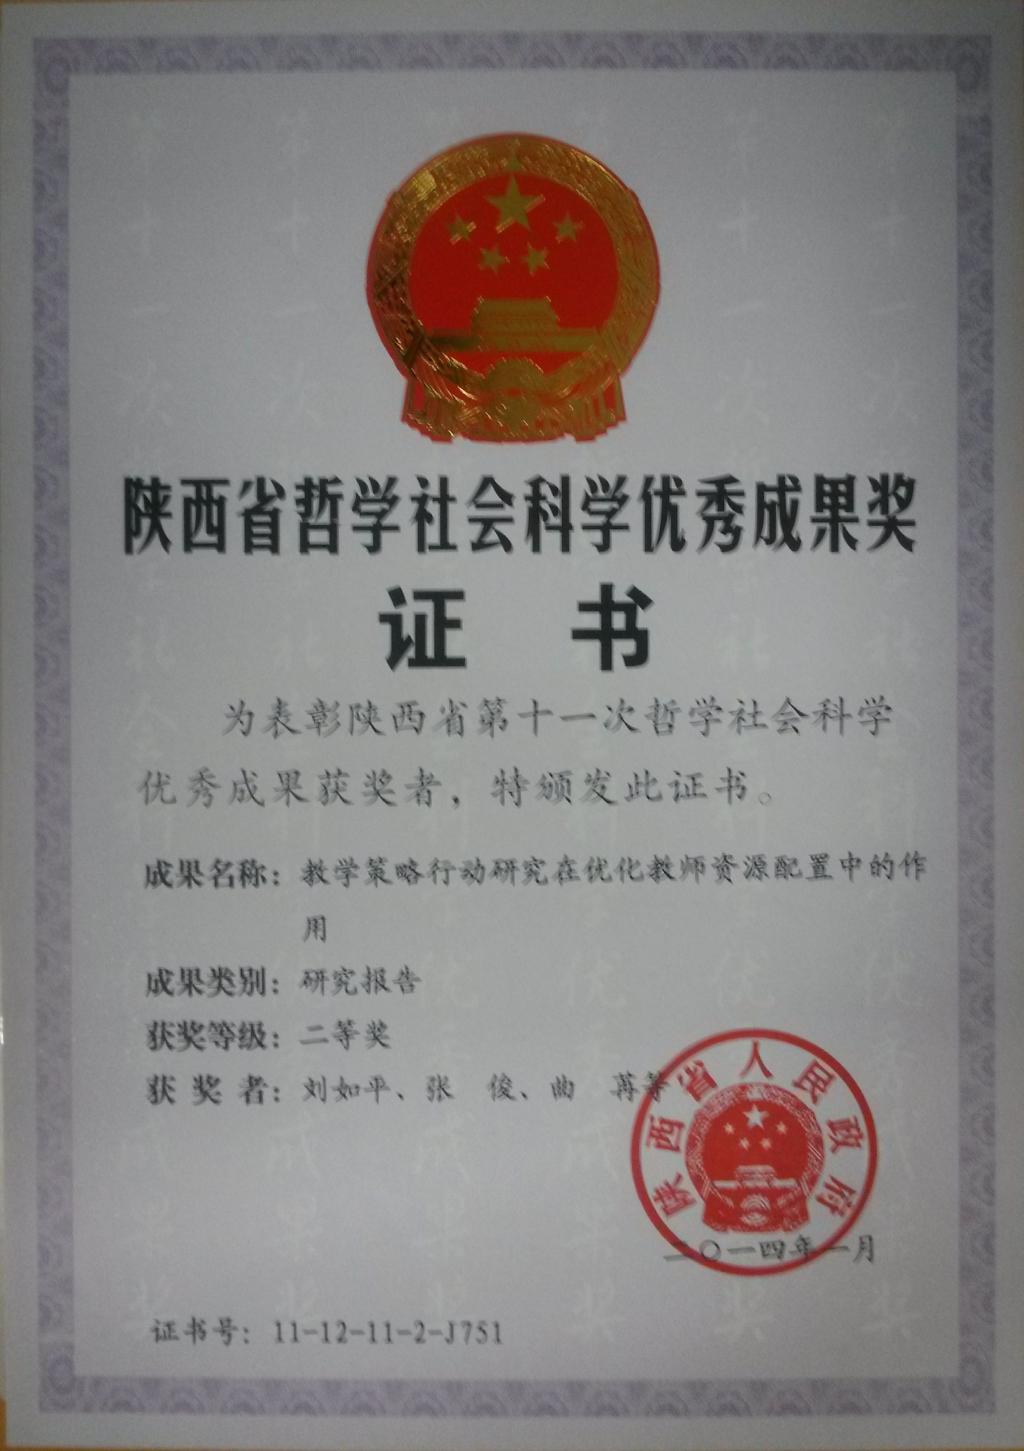 陕西省哲学社会科学优秀成果奖
证 书
为表彰陕西省第十一次哲学社会科学
优秀成果获奖者，特颁发此证书。
成果名称：教学策略行动研究在优化教师资源配置中的作
用
成果类别：研究报告
获奖等级：二等奖
获 奖 者：刘如平、张　俊、曲　苒等
陕西省人民政府
二〇一四年一月
证书号：11-12-11-2-J751